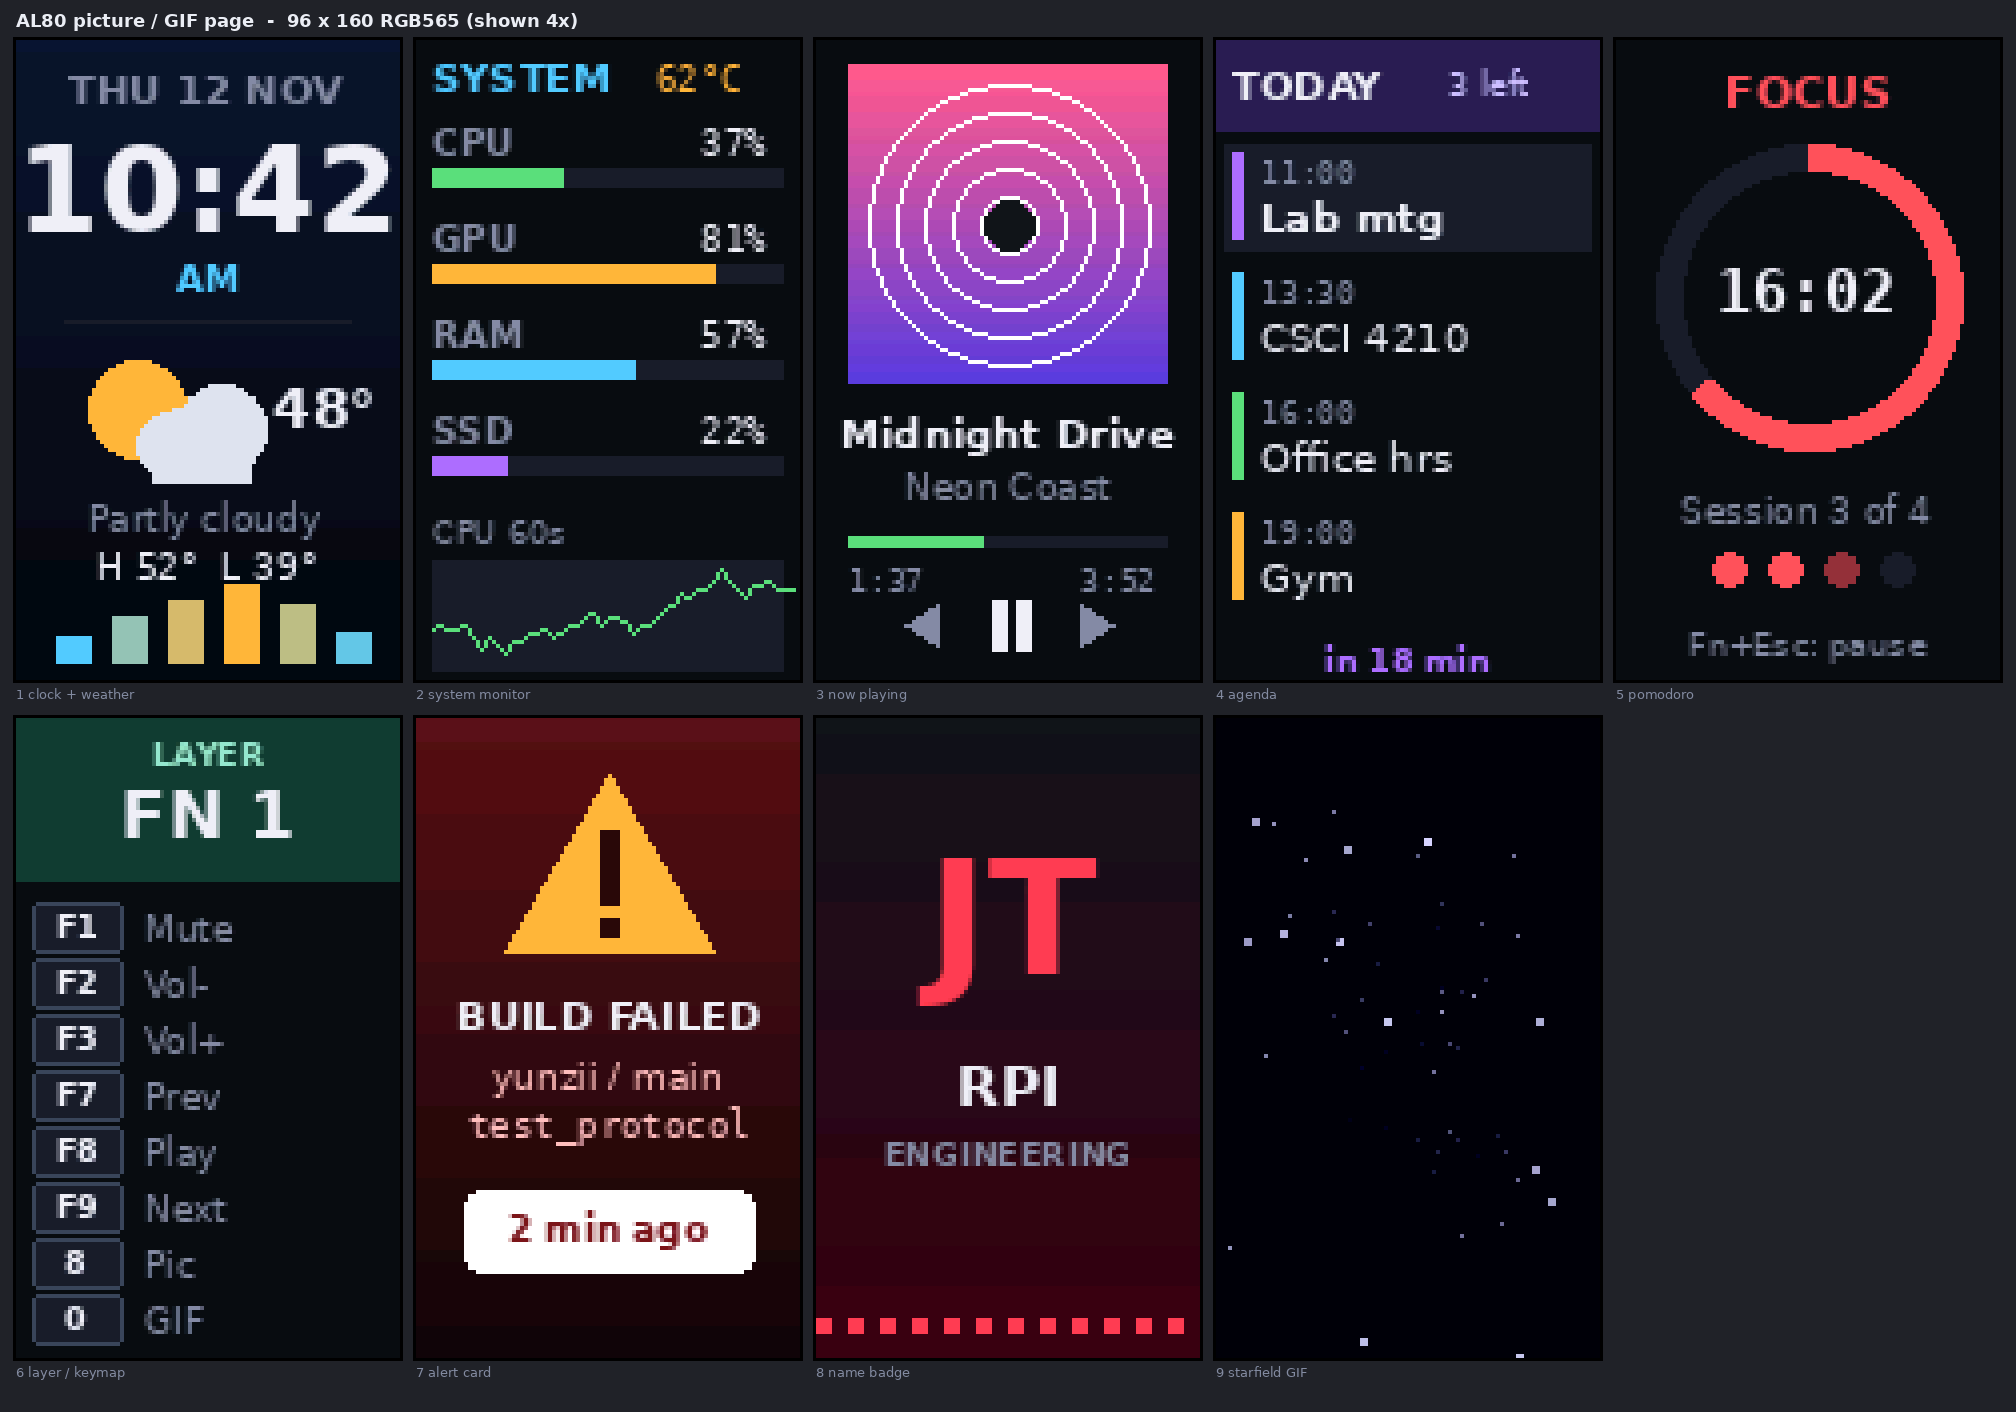 AL80 picture / GIF page  -  96 x 160 RGB565 (shown 4x)
THU 12 NOV
10:42
AM
48°
Partly cloudy
H 52°  L 39°
1 clock + weather
SYSTEM  62°C
CPU  37%
GPU  81%
RAM  57%
SSD  22%
CPU 60s
2 system monitor
Midnight Drive
Neon Coast
1:37  3:52
3 now playing
TODAY  3 left
11:00
Lab mtg
13:30
CSCI 4210
16:00
Office hrs
19:00
Gym
in 18 min
4 agenda
FOCUS
16:02
Session 3 of 4
Fn+Esc: pause
5 pomodoro
LAYER
FN 1
F1  Mute
F2  Vol-
F3  Vol+
F7  Prev
F8  Play
F9  Next
8  Pic
0  GIF
6 layer / keymap
!
BUILD FAILED
yunzii / main
test_protocol
2 min ago
7 alert card
JT
RPI
ENGINEERING
8 name badge
9 starfield GIF